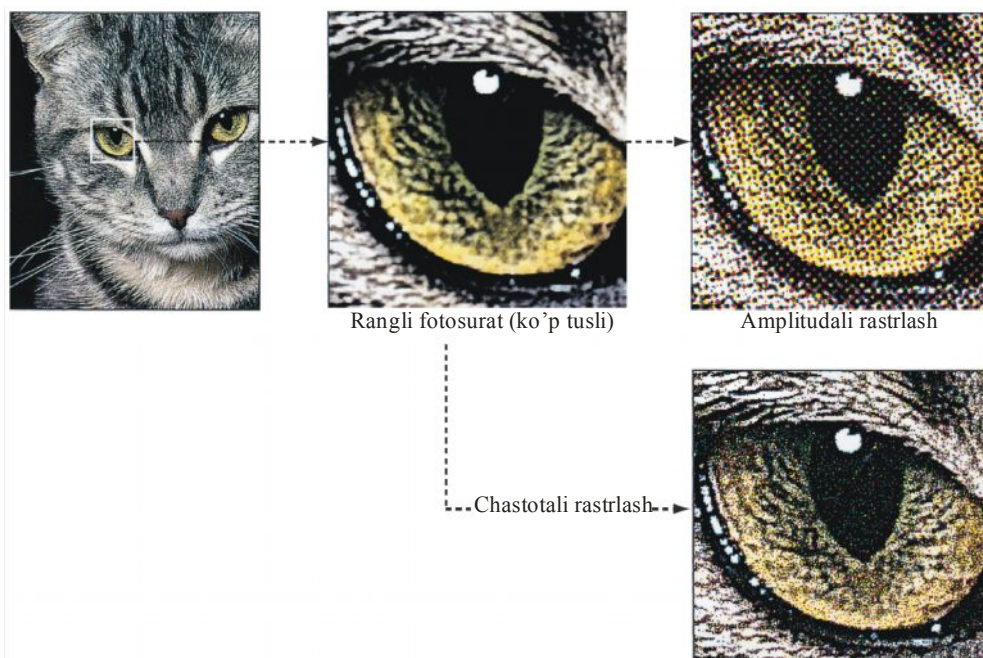 Rangli fotosurat (ko’p tusli)
Amplitudali rastrlash
Chastotali rastrlash